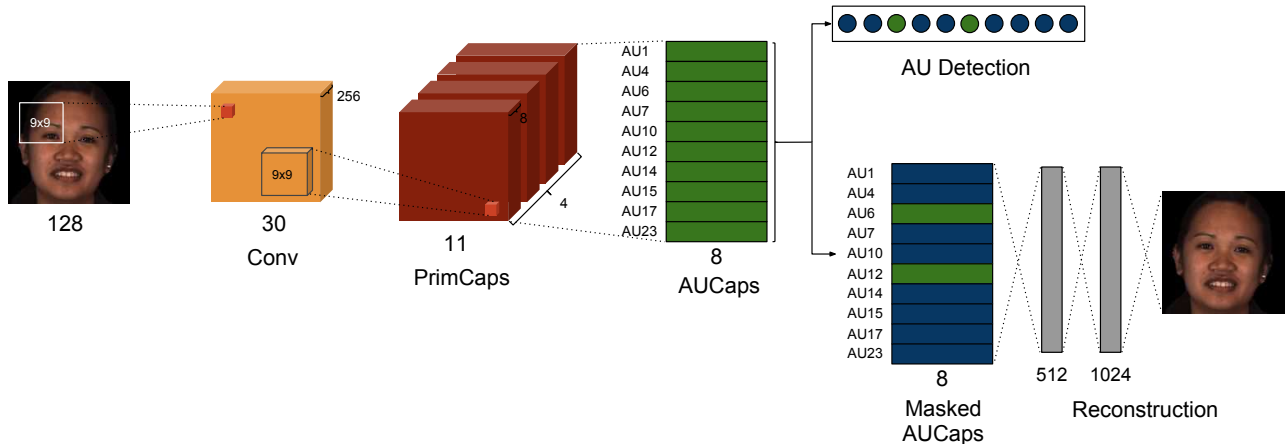 9x9
128
256
9x9
30
Conv
8
4
11
PrimCaps
AU1
AU4
AU6
AU7
AU10
AU12
AU14
AU15
AU17
AU23
8
AUCaps
AU Detection
AU1
AU4
AU6
AU7
AU10
AU12
AU14
AU15
AU17
AU23
8
Masked
AUCaps
512
1024
Reconstruction